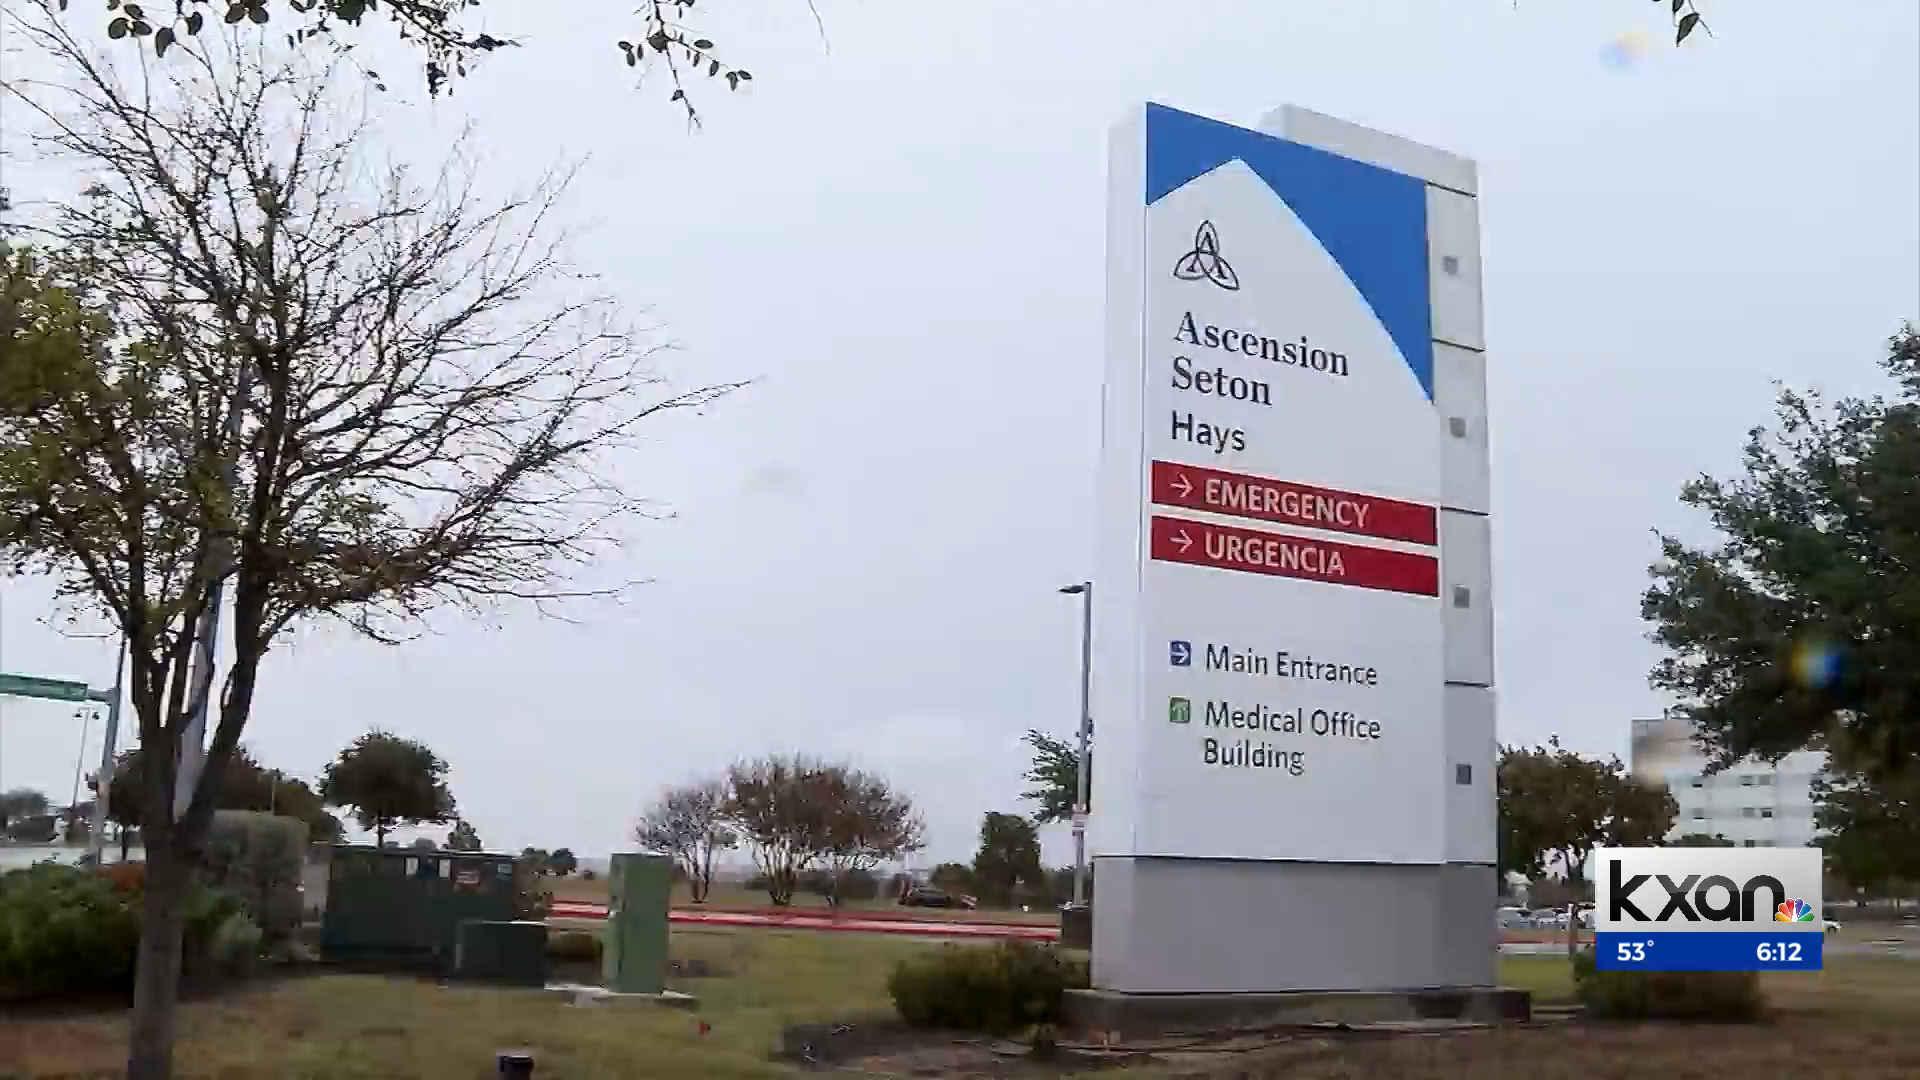 Ascension
Seton
Hays
→ EMERGENCY
→ URGENCIA
Main Entrance
Medical Office
Building
kxan
53° 6:12